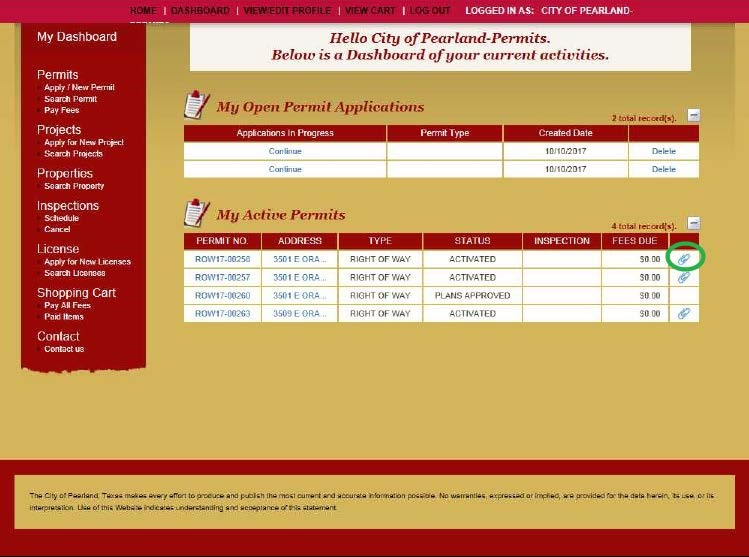 HOME | DASHBOARD | VIEW/EDIT PROFILE | VIEW CART | LOG OUT LOGGED IN AS: CITY OF PEARLAND-
PERMITS
My Dashboard
Permits
Apply / New Permit
Search Permit
Pay Fees
Projects
Apply for New Project
Search Projects
Properties
Search Property
Inspections
Schedule
Cancel
License
Apply for New Licenses
Search Licenses
Shopping Cart
Pay All Fees
Paid Items
Contact
Contact us
Hello City of Pearland-Permits.
Below is a Dashboard of your current activities.
My Open Permit Applications
2 total record(s).
Applications In Progress Permit Type Created Date
Continue 10/10/2017 Delete
Continue 10/10/2017 Delete
My Active Permits
4 total record(s).
PERMIT NO. ADDRESS TYPE STATUS INSPECTION FEES DUE
ROW17-00256 3501 E ORA... RIGHT OF WAY ACTIVATED $0.00
ROW17-00257 3501 E ORA... RIGHT OF WAY ACTIVATED $0.00
ROW17-00260 3501 E ORA... RIGHT OF WAY PLANS APPROVED $0.00
ROW17-00263 3509 E ORA... RIGHT OF WAY ACTIVATED $0.00
The City of Pearland, Texas makes every effort to produce and publish the most current and accurate information possible. No warranties, expressed or implied, are provided for the data herein, its use, or its
interpretation. Use of this Website indicates understanding and acceptance of this statement.